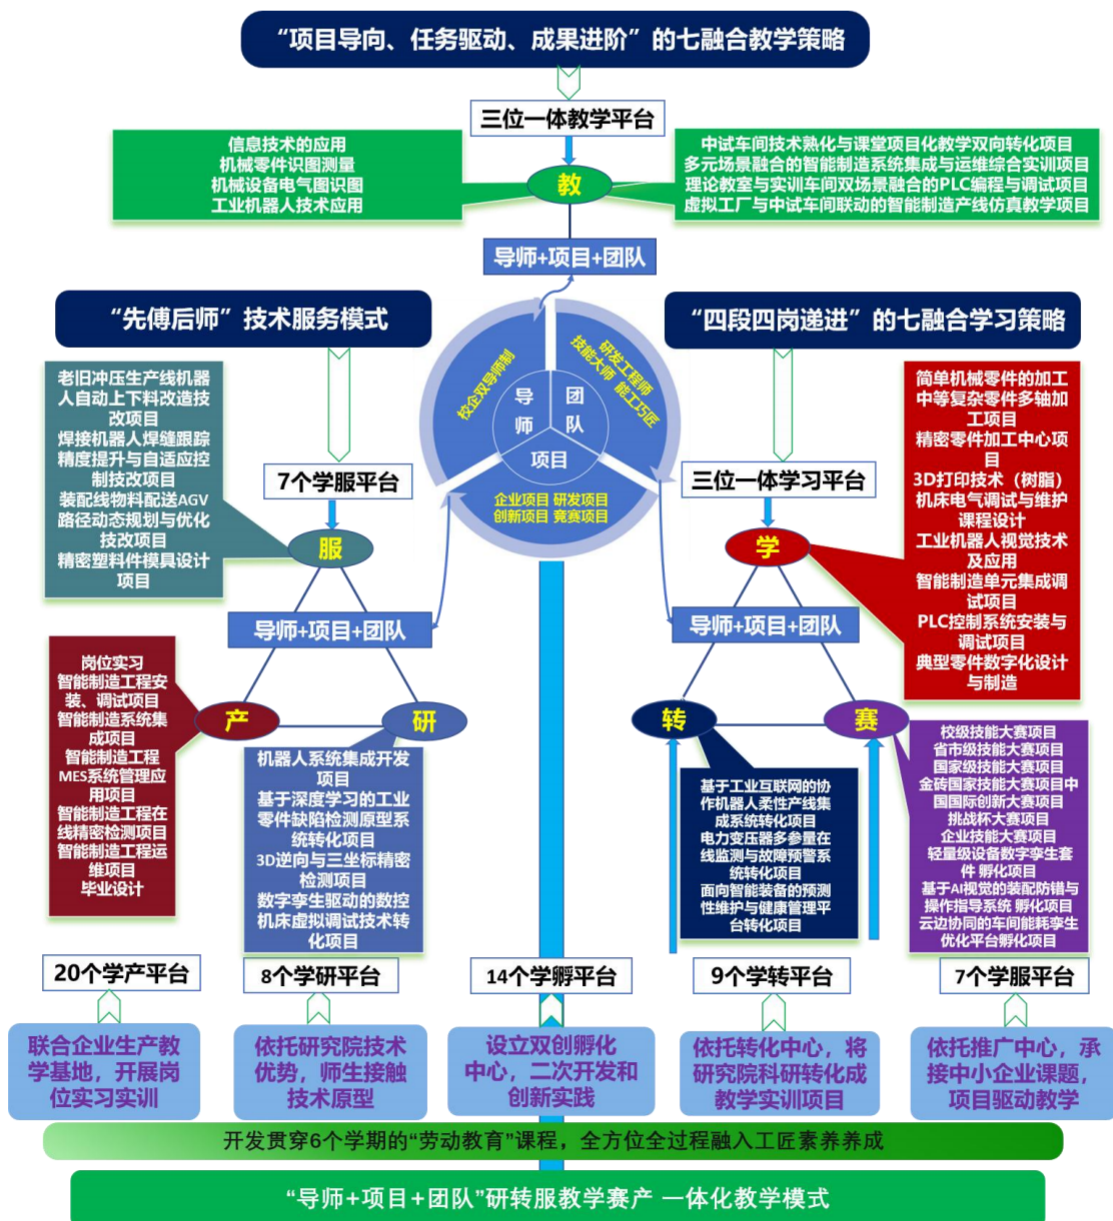 “项目导向、任务驱动、成果进阶”的七融合教学策略
三位一体教学平台
信息技术的应用
机械零件识图测量
机械设备电气图识图
工业机器人技术应用
教
中试车间技术熟化与课堂项目化教学双向转化项目
多元场景融合的智能制造系统集成与运维综合实训项目
理论教室与实训车间双场景融合的PLC编程与调试项目
虚拟工厂与中试车间联动的智能制造产线仿真教学项目
导师+项目+团队
“先傅后师”技术服务模式
校企双导师制
研发工程师
技能大师 能工巧匠
导师
团队
项目
企业项目 研发项目
创新项目 竞赛项目
“四段四岗递进”的七融合学习策略
老旧冲压生产线机器
人自动上下料改造技
改项目
焊接机器人焊缝跟踪
精度提升与自适应控
制技改项目
装配线物料配送AGV
路径动态规划与优化
技改项目
精密塑料件模具设计
项目
7个学服平台
服
三位一体学习平台
学
简单机械零件的加工
中等复杂零件多轴加
工项目
精密零件加工中心项
目
3D打印技术（树脂）
机床电气调试与维护
课程设计
工业机器人视觉技术
及应用
智能制造单元集成调
试项目
PLC控制系统安装与
调试项目
典型零件数字化设计
与制造
导师+项目+团队
导师+项目+团队
岗位实习
智能制造工程安
装、调试项目
智能制造系统集
成项目
智能制造工程
MES系统管理应
用项目
智能制造工程在
线精密检测项目
智能制造工程运
维项目
毕业设计
产
研
机器人系统集成开发
项目
基于深度学习的工业
零件缺陷检测原型系
统转化项目
3D逆向与三坐标精密
检测项目
数字孪生驱动的数控
机床虚拟调试技术转
化项目
转
赛
基于工业互联网的协
作机器人柔性产线集
成系统转化项目
电力变压器多参量在
线监测与故障预警系
统转化项目
面向智能装备的预测
性维护与健康管理平
台转化项目
校级技能大赛项目
省市级技能大赛项目
国家级技能大赛项目
金砖国家技能大赛项目中
国国际创新大赛项目
挑战杯大赛项目
企业技能大赛项目
轻量级设备数字孪生套
件 孵化项目
基于AI视觉的装配防错与
操作指导系统 孵化项目
云边协同的车间能耗孪生
优化平台孵化项目
20个学产平台
8个学研平台
14个学孵平台
9个学转平台
7个学服平台
联合企业生产教
学基地，开展岗
位实习实训
依托研究院技术
优势，师生接触
技术原型
设立双创孵化
中心，二次开发和
创新实践
依托转化中心，将
研究院科研转化成
教学实训项目
依托推广中心，承
接中小企业课题，
项目驱动教学
开发贯穿6个学期的“劳动教育”课程，全方位全过程融入工匠素养养成
“导师+项目+团队”研转服教学赛产 一体化教学模式